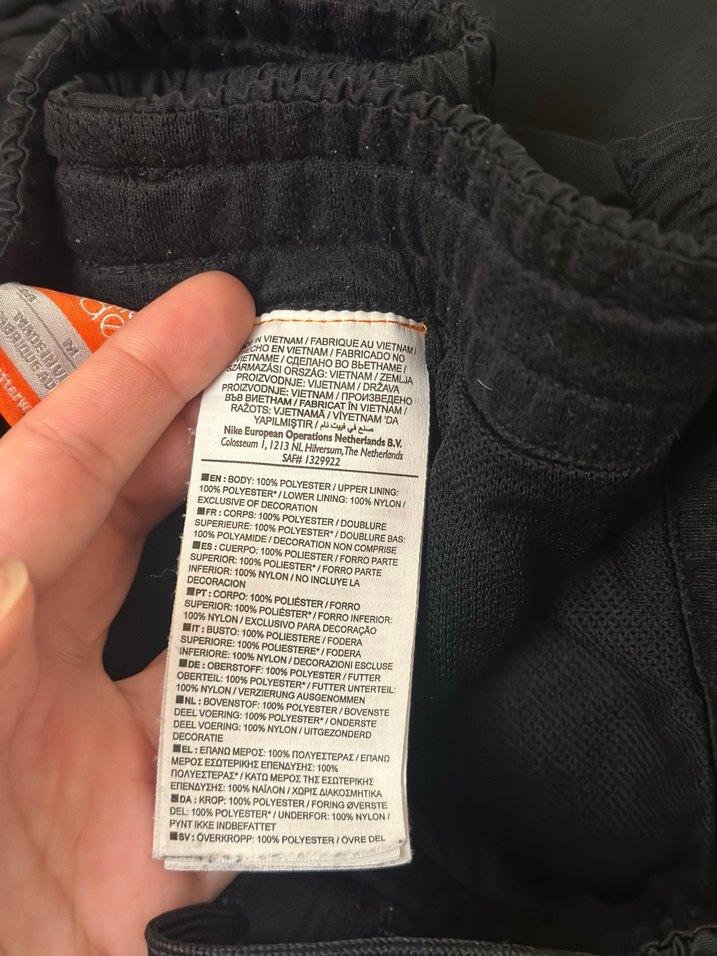 IN VIETNAM / FABRIQUE AU VIETNAM /
EN VIETNAM / FABRICADO NO
VIETNAME / СДЕЛАНО ВО ВЬЕТНАМЕ /
SZÁRMAZÁSI ORSZÁG: VIETNAM / ZEMLJA
PROIZVODNJE: VIJETNAM / DRŽAVA
PROIZVODNJE: VIETNAM / ПРОИЗВЕДЕНО
ВЪВ ВИЕТНАМ / FABRICAT ÎN VIETNAM /
RAŽOTS: VJETNAMĀ / VİYETNAM 'DA
YAPILMIŞTIR / صنع في فييت نام
Nike European Operations Netherlands B.V.
Colosseum 1, 1213 NL Hilversum, The Netherlands
SAF# 1329922
■EN : BODY: 100% POLYESTER / UPPER LINING:
100% POLYESTER* / LOWER LINING: 100% NYLON /
EXCLUSIVE OF DECORATION
■FR : CORPS: 100% POLYESTER / DOUBLURE
SUPERIEURE: 100% POLYESTER* / DOUBLURE BAS:
100% POLYAMIDE / DECORATION NON COMPRISE
■ES : CUERPO: 100% POLIESTER / FORRO PARTE
SUPERIOR: 100% POLIESTER* / FORRO PARTE
INFERIOR: 100% NYLON / NO INCLUYE LA
DECORACION
■PT : CORPO: 100% POLIÉSTER / FORRO
SUPERIOR: 100% POLIÉSTER* / FORRO INFERIOR:
100% NYLON / EXCLUSIVO PARA DECORAÇÃO
■IT : BUSTO: 100% POLIESTERE / FODERA
SUPERIORE: 100% POLIESTERE* / FODERA
INFERIORE: 100% NYLON / DECORAZIONI ESCLUSE
■DE : OBERSTOFF: 100% POLYESTER / FUTTER
OBERTEIL: 100% POLYESTER* / FUTTER UNTERTEIL:
100% NYLON / VERZIERUNG AUSGENOMMEN
■NL : BOVENSTOF: 100% POLYESTER / BOVENSTE
DEEL VOERING: 100% POLYESTER* / ONDERSTE
DEEL VOERING: 100% NYLON / UITGEZONDERD
DECORATIE
■EL : ΕΠΑΝΩ ΜΕΡΟΣ: 100% ΠΟΛΥΕΣΤΕΡΑΣ / ΕΠΑΝΩ
ΜΕΡΟΣ ΕΣΩΤΕΡΙΚΗΣ ΕΠΕΝΔΥΣΗΣ: 100%
ΠΟΛΥΕΣΤΕΡΑΣ* / ΚΑΤΩ ΜΕΡΟΣ ΤΗΣ ΕΣΩΤΕΡΙΚΗΣ
ΕΠΕΝΔΥΣΗΣ: 100% ΝΑΪΛΟΝ / ΧΩΡΙΣ ΔΙΑΚΟΣΜΗΤΙΚΑ
■DA : KROP: 100% POLYESTER / FORING ØVERSTE
DEL: 100% POLYESTER* / UNDERFOR: 100% NYLON /
PYNT IKKE INDBEFATTET
■SV : ÖVERKROPP: 100% POLYESTER / ÖVRE DEL
M
MADE IN